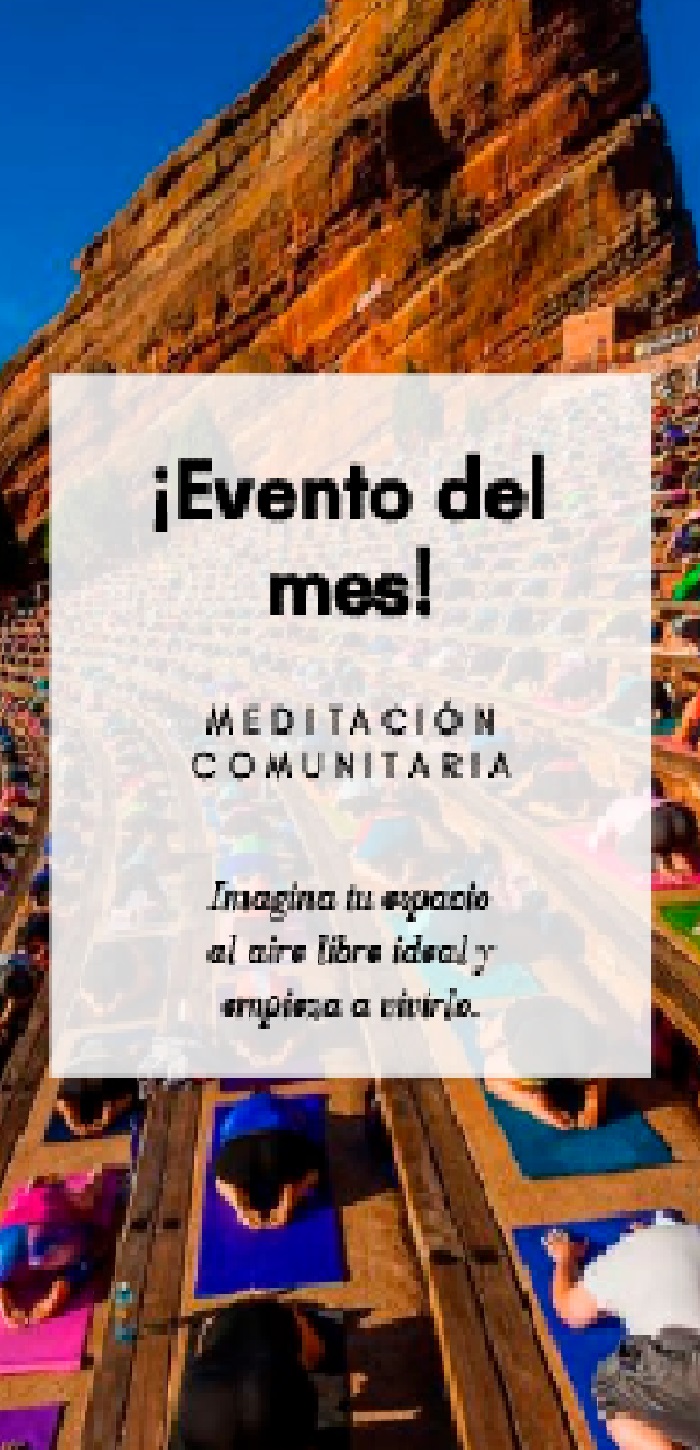 ¡Evento del
mes!
MEDITACIÓN
COMUNITARIA
Imagina tu espacio
al aire libre ideal y
empieza a vivirlo.